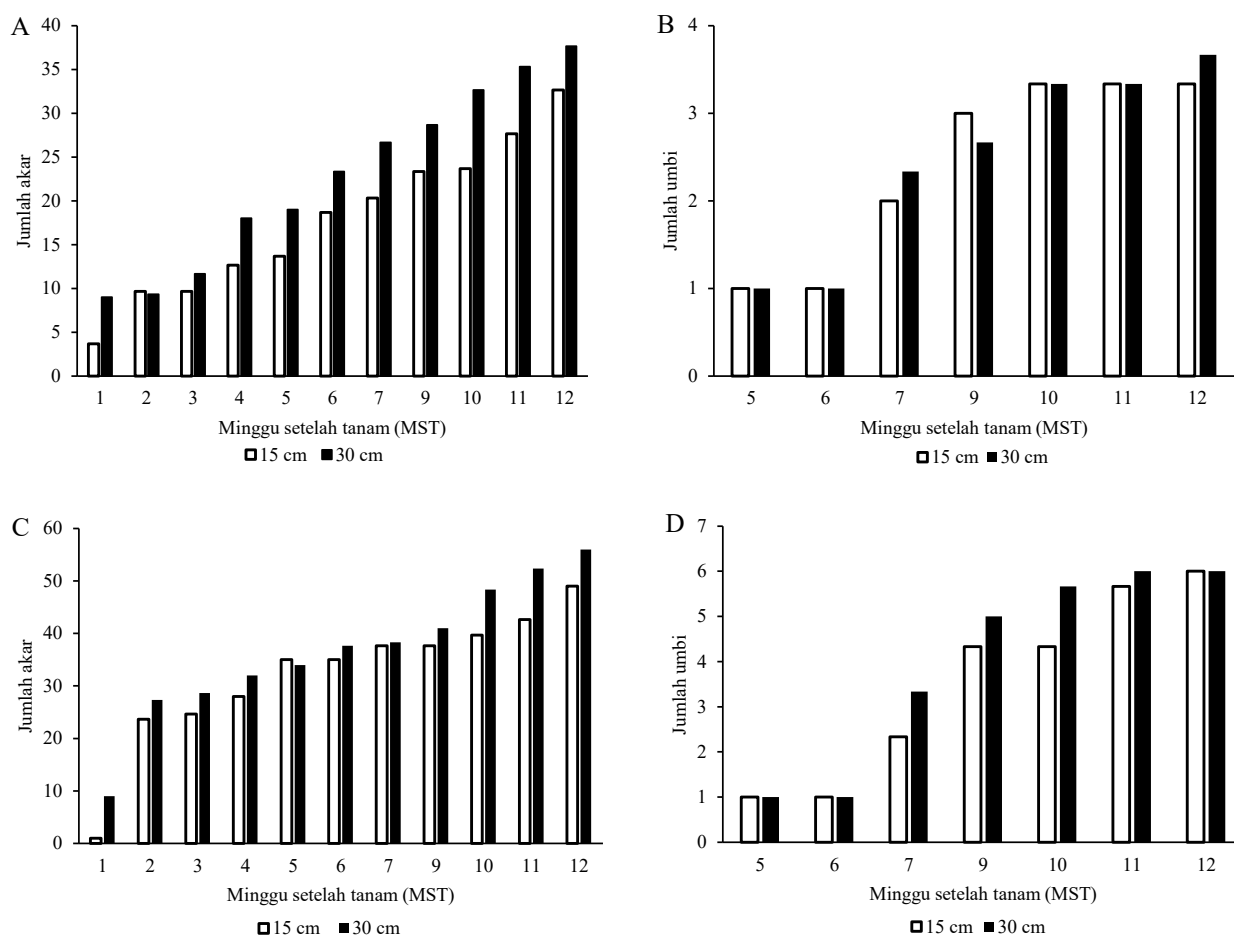 A
40
35
30
25
20
15
10
5
0
Jumlah akar
1 2 3 4 5 6 7 9 10 11 12
Minggu setelah tanam (MST)
15 cm 30 cm
B
4
3
2
1
0
Jumlah umbi
5 6 7 9 10 11 12
Minggu setelah tanam (MST)
15 cm 30 cm
C
60
50
40
30
20
10
0
Jumlah akar
1 2 3 4 5 6 7 9 10 11 12
Minggu setelah tanam (MST)
15 cm 30 cm
D
7
6
5
4
3
2
1
0
Jumlah umbi
5 6 7 9 10 11 12
Minggu setelah tanam (MST)
15 cm 30 cm